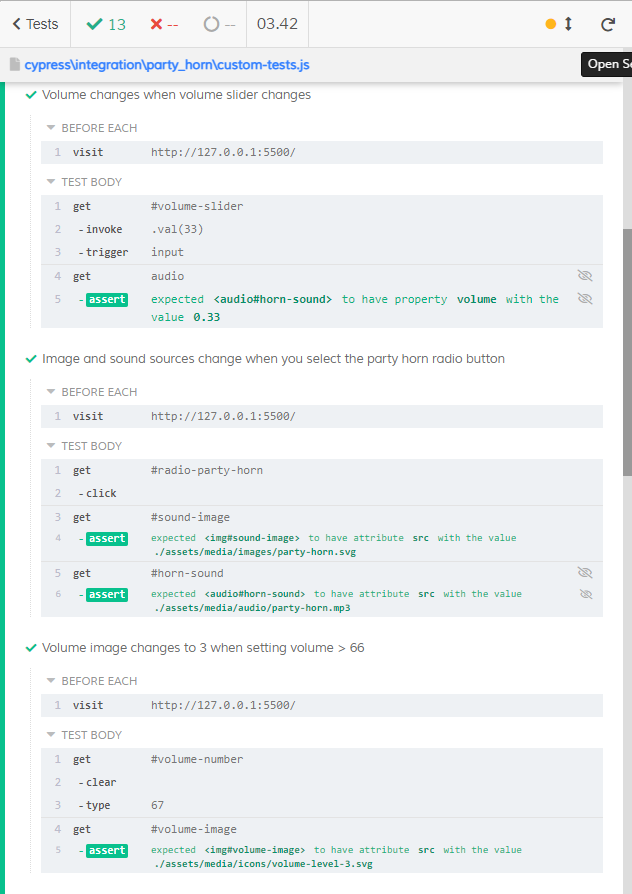 Tests 13 -- -- 03.42
cypress\integration\party_horn\custom-tests.js
Open Se
Volume changes when volume slider changes
BEFORE EACH
1 visit http://127.0.0.1:5500/
TEST BODY
1 get #volume-slider
2 -invoke .val(33)
3 -trigger input
4 get audio
5 -assert expected <audio#horn-sound> to have property volume with the
value 0.33
Image and sound sources change when you select the party horn radio button
BEFORE EACH
1 visit http://127.0.0.1:5500/
TEST BODY
1 get #radio-party-horn
2 -click
3 get #sound-image
4 -assert expected <img#sound-image> to have attribute src with the value
./assets/media/images/party-horn.svg
5 get #horn-sound
6 -assert expected <audio#horn-sound> to have attribute src with the value
./assets/media/audio/party-horn.mp3
Volume image changes to 3 when setting volume > 66
BEFORE EACH
1 visit http://127.0.0.1:5500/
TEST BODY
1 get #volume-number
2 -clear
3 -type 67
4 get #volume-image
5 -assert expected <img#volume-image> to have attribute src with the value
./assets/media/icons/volume-level-3.svg